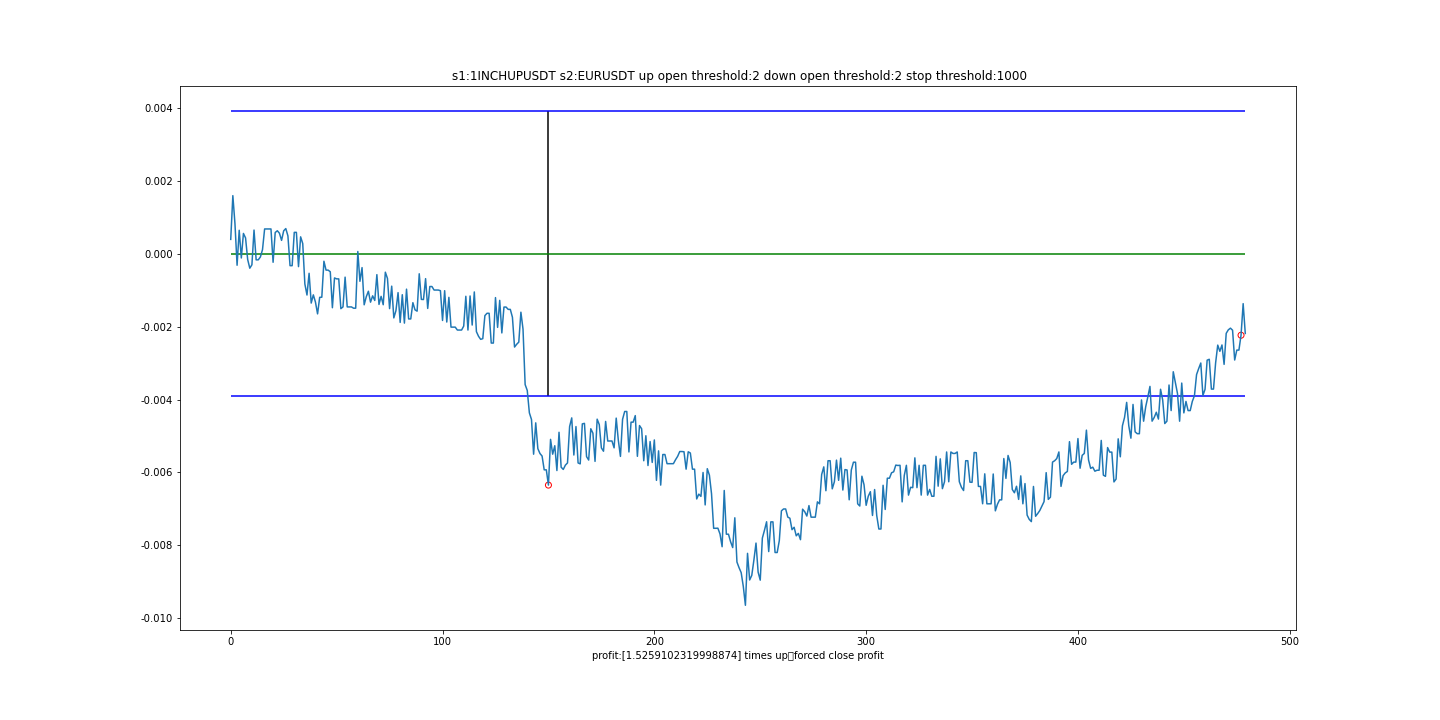 s1:1INCHUPUSDT s2:EURUSDT up open threshold:2 down open threshold:2 stop threshold:1000
0.004
0.002
0.000
-0.002
-0.004
-0.006
-0.008
-0.010
0 100 200 300 400 500
profit:[1.5259102319998874] times up▯forced close profit